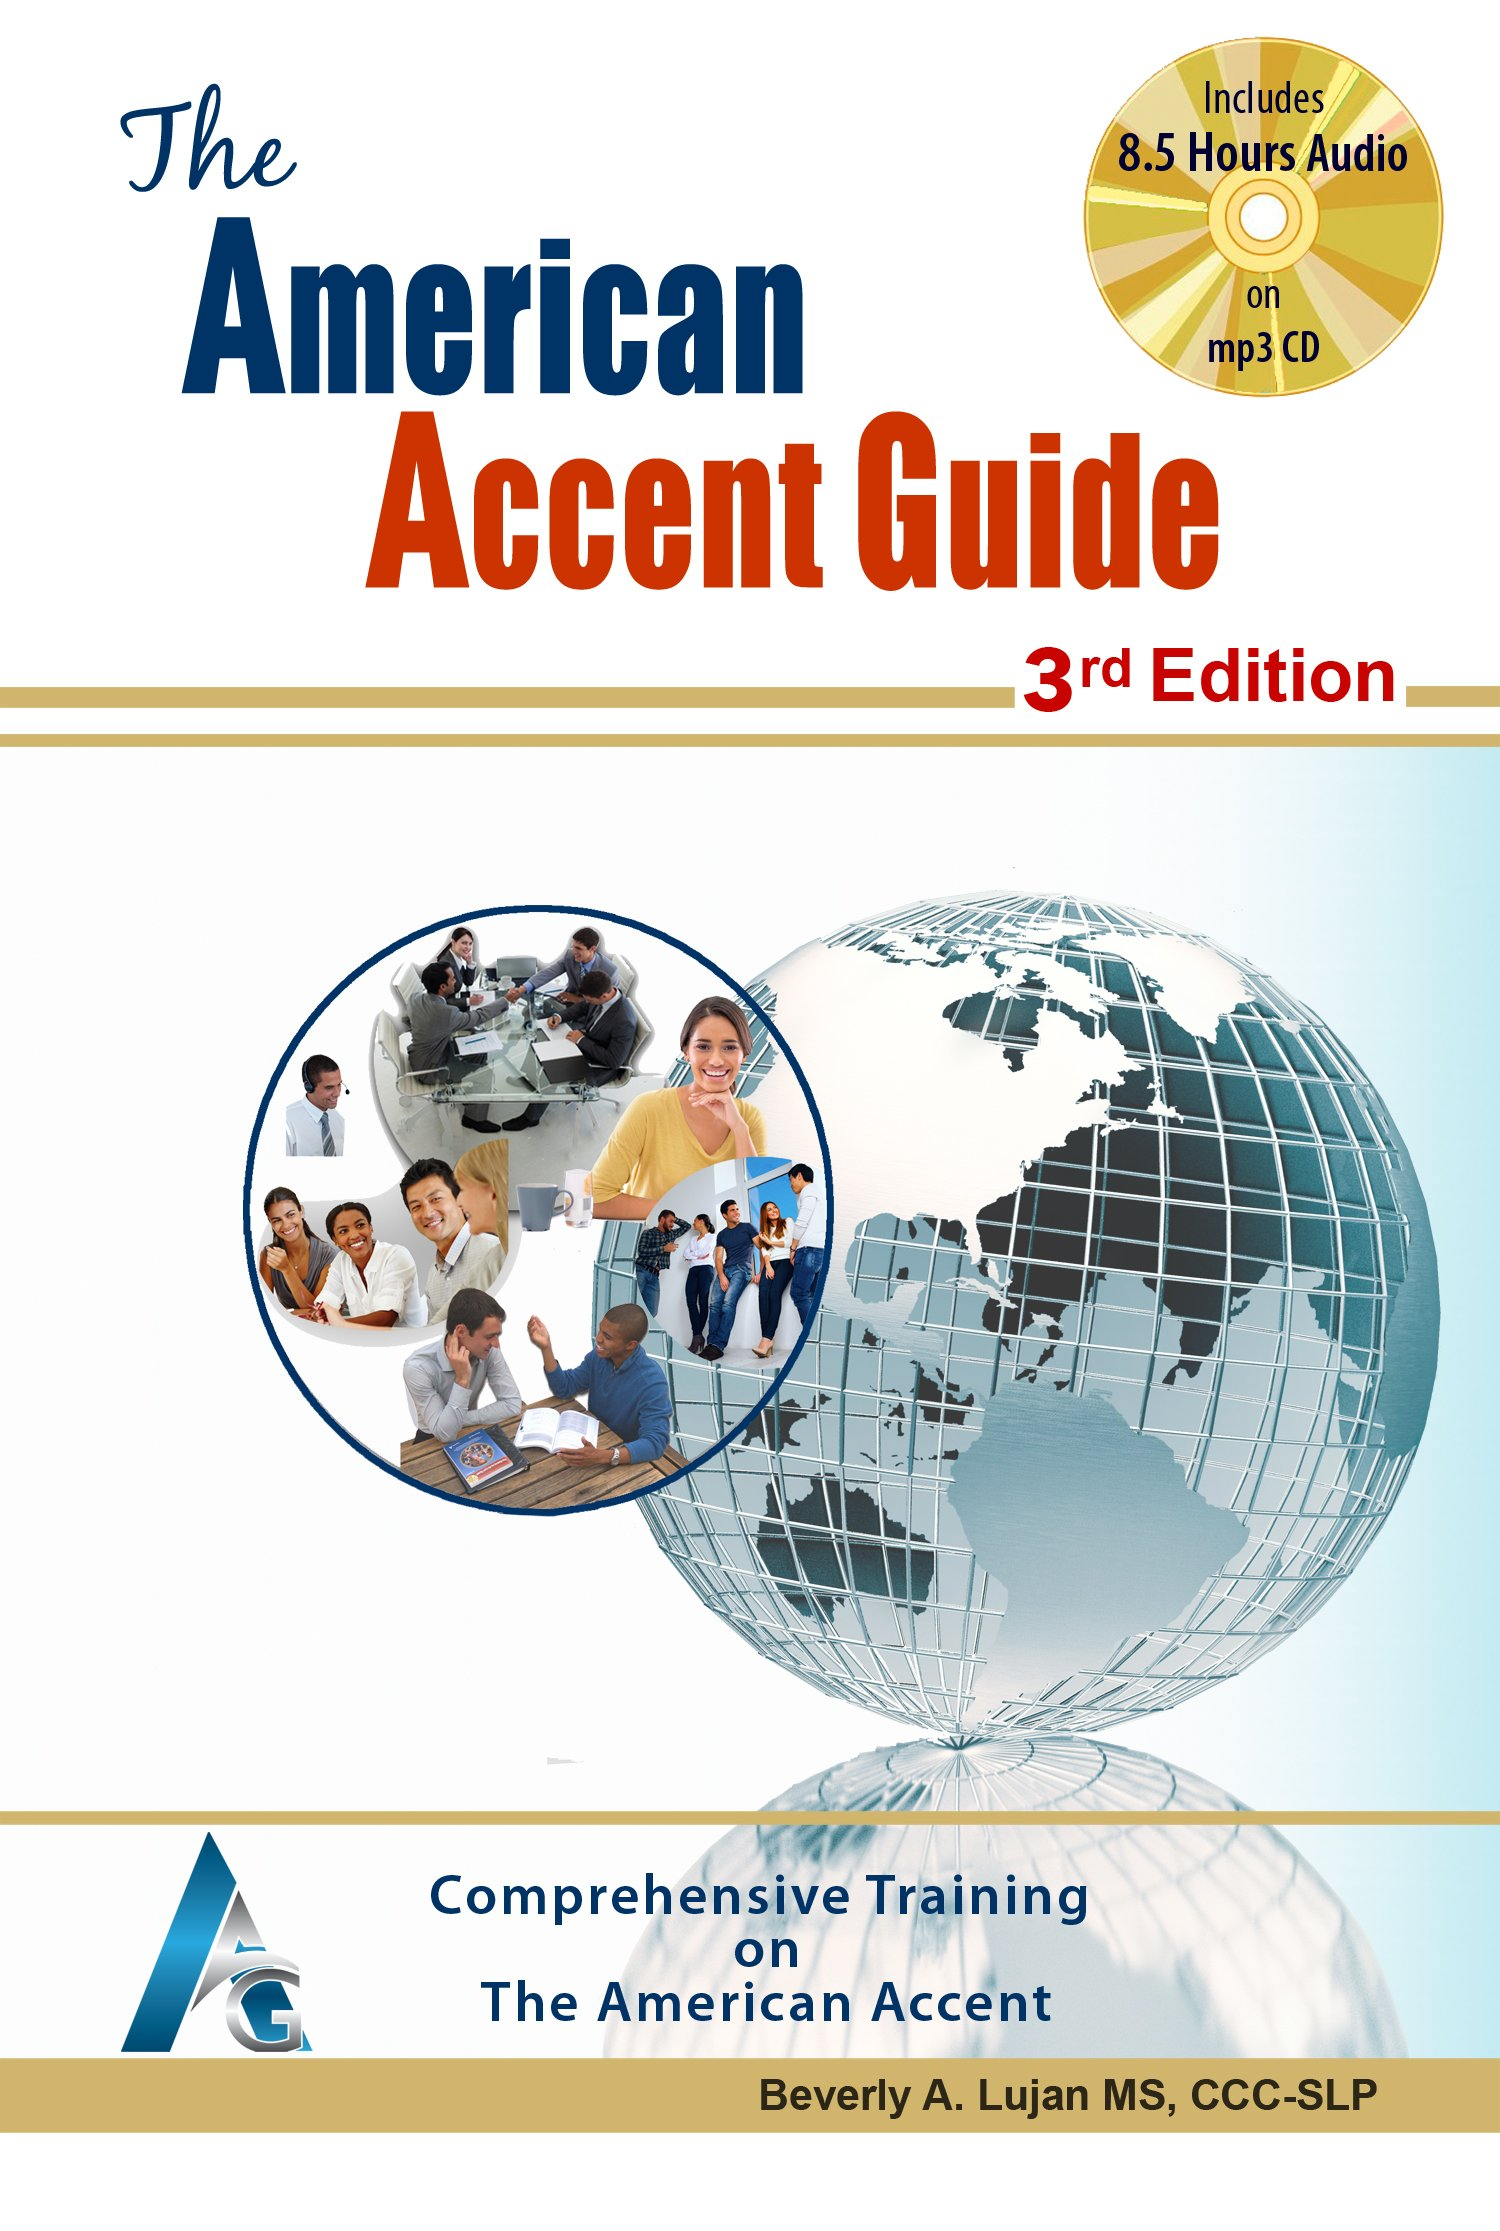 The
American
Accent Guide
Includes
8.5 Hours Audio
on
mp3 CD
3rd Edition
Comprehensive Training
on
The American Accent
AG
Beverly A. Lujan MS, CCC-SLP